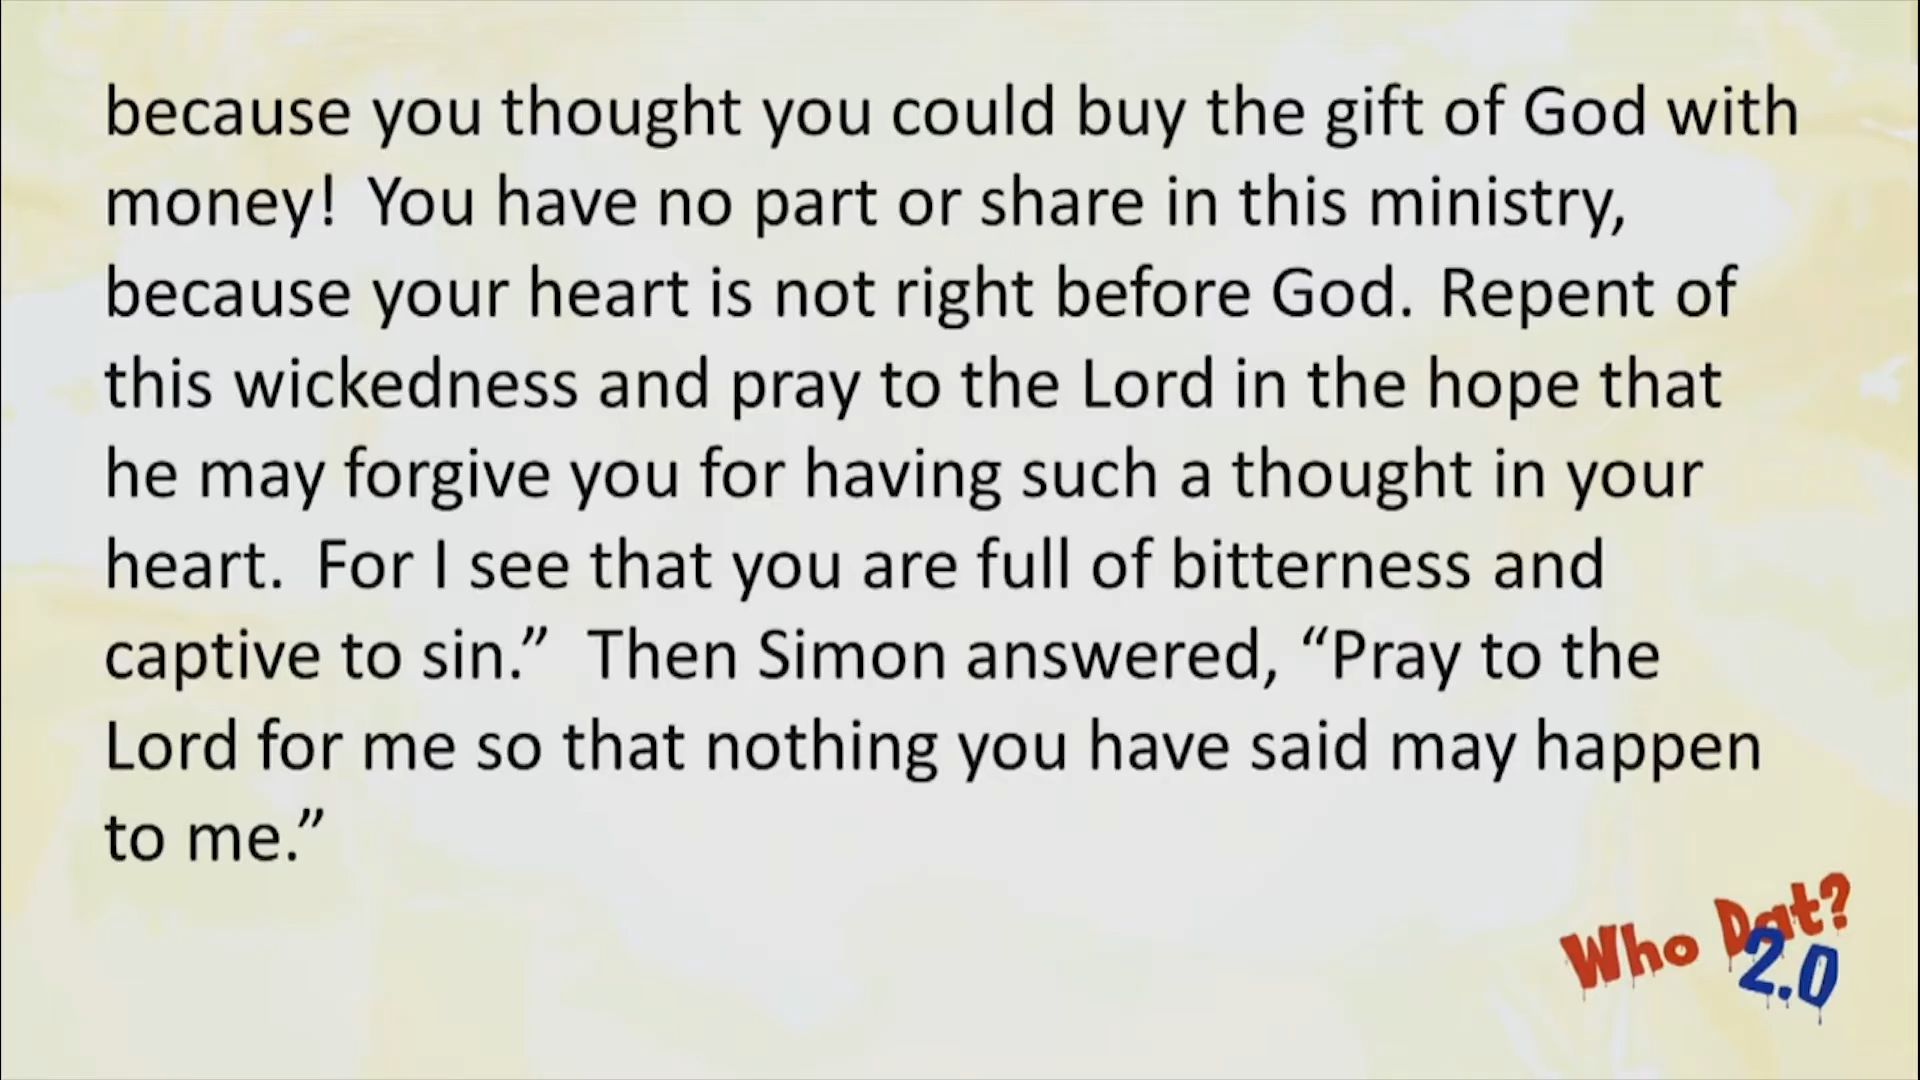 because you thought you could buy the gift of God with
money! You have no part or share in this ministry,
because your heart is not right before God. Repent of
this wickedness and pray to the Lord in the hope that
he may forgive you for having such a thought in your
heart. For I see that you are full of bitterness and
captive to sin.” Then Simon answered, “Pray to the
Lord for me so that nothing you have said may happen
to me.”
Who Dat?
2.0